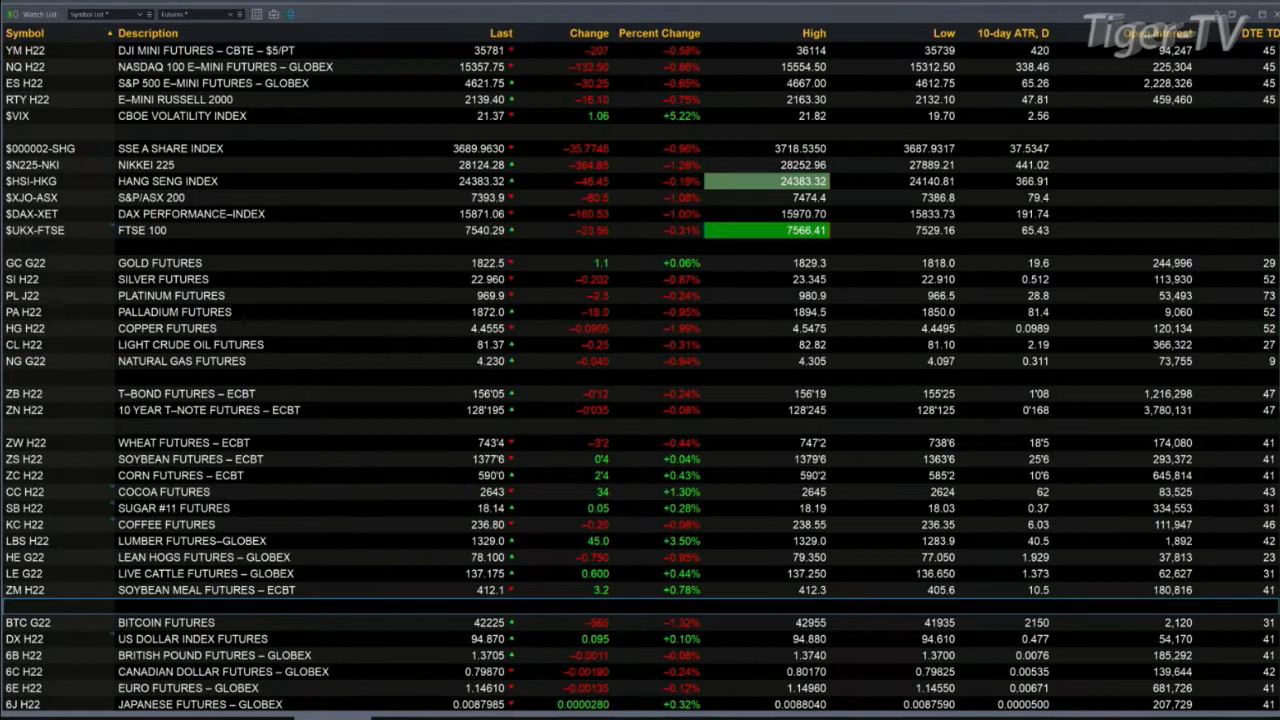 Watch List Symbol List * Futures *
TigerTV
Symbol Description Last Change Percent Change High Low 10-day ATR, D Open Interest DTE TD
YM H22 DJI MINI FUTURES – CBTE – $5/PT 35781 –207 –0.58% 36114 35739 420 94,247 45
NQ H22 NASDAQ 100 E–MINI FUTURES – GLOBEX 15357.75 –132.50 –0.86% 15554.50 15312.50 333.46 225,304 45
ES H22 S&P 500 E–MINI FUTURES – GLOBEX 4621.75 –30.25 –0.65% 4667.00 4612.75 65.26 2,228,326 45
RTY H22 E–MINI RUSSELL 2000 2139.40 –16.10 –0.75% 2163.30 2132.10 47.81 459,460 45
$VIX CBOE VOLATILITY INDEX 21.37 1.06 +5.22% 21.82 19.70 2.56
$000002-SHG SSE A SHARE INDEX 3689.9630 –35.7746 –0.96% 3718.5350 3687.9317 37.5347
$N225-NKI NIKKEI 225 28124.28 –364.85 –1.28% 28252.96 27889.21 441.02
$HSI-HKG HANG SENG INDEX 24383.32 –46.45 –0.19% 24383.32 24140.81 366.91
$XJO-ASX S&P/ASX 200 7393.9 –80.5 –1.08% 7474.4 7386.8 79.4
$DAX-XET DAX PERFORMANCE–INDEX 15871.06 –160.53 –1.00% 15970.70 15833.73 191.74
$UKX-FTSE FTSE 100 7540.29 –23.56 –0.31% 7566.41 7529.16 65.43
GC G22 GOLD FUTURES 1822.5 1.1 +0.06% 1829.3 1818.0 19.6 244,996 29
SI H22 SILVER FUTURES 22.960 –0.202 –0.87% 23.345 22.910 0.512 113,930 52
PL J22 PLATINUM FUTURES 969.9 –2.3 –0.24% 980.9 966.5 28.8 53,493 73
PA H22 PALLADIUM FUTURES 1872.0 –18.0 –0.95% 1894.5 1850.0 81.4 9,060 52
HG H22 COPPER FUTURES 4.4555 –0.0905 –1.99% 4.5475 4.4495 0.0989 120,134 52
CL H22 LIGHT CRUDE OIL FUTURES 81.37 –0.25 –0.31% 82.82 81.10 2.19 366,322 27
NG G22 NATURAL GAS FUTURES 4.230 –0.040 –0.94% 4.305 4.097 0.311 73,755 9
ZB H22 T–BOND FUTURES – ECBT 156'05 –0'12 –0.24% 156'19 155'25 1'08 1,216,298 47
ZN H22 10 YEAR T–NOTE FUTURES – ECBT 128'195 –0'035 –0.08% 128'245 128'125 0'168 3,780,131 47
ZW H22 WHEAT FUTURES – ECBT 743'4 –3'2 –0.44% 747'2 738'6 18'5 174,080 41
ZS H22 SOYBEAN FUTURES – ECBT 1377'6 0'4 +0.04% 1379'6 1363'6 25'6 293,372 41
ZC H22 CORN FUTURES – ECBT 590'0 2'4 +0.43% 590'2 585'2 10'6 645,814 41
CC H22 COCOA FUTURES 2643 34 +1.30% 2645 2624 62 83,525 43
SB H22 SUGAR #11 FUTURES 18.14 0.05 +0.28% 18.19 18.03 0.37 334,553 31
KC H22 COFFEE FUTURES 236.80 –0.20 –0.08% 238.55 236.35 6.03 111,947 46
LBS H22 LUMBER FUTURES–GLOBEX 1329.0 45.0 +3.50% 1329.0 1283.9 40.5 1,892 42
HE G22 LEAN HOGS FUTURES – GLOBEX 78.100 –0.750 –0.95% 79.350 77.050 1.929 37,813 23
LE G22 LIVE CATTLE FUTURES – GLOBEX 137.175 0.600 +0.44% 137.250 136.650 1.373 62,627 31
ZM H22 SOYBEAN MEAL FUTURES – ECBT 412.1 3.2 +0.78% 412.3 405.6 10.5 180,816 41
BTC G22 BITCOIN FUTURES 42225 –565 –1.32% 42955 41935 2150 2,120 31
DX H22 US DOLLAR INDEX FUTURES 94.870 0.095 +0.10% 94.880 94.610 0.477 54,170 41
6B H22 BRITISH POUND FUTURES – GLOBEX 1.3705 –0.0011 –0.08% 1.3740 1.3700 0.0076 185,292 41
6C H22 CANADIAN DOLLAR FUTURES – GLOBEX 0.79870 –0.00190 –0.24% 0.80170 0.79825 0.00535 139,644 42
6E H22 EURO FUTURES – GLOBEX 1.14610 –0.00135 –0.12% 1.14960 1.14550 0.00671 681,726 41
6J H22 JAPANESE FUTURES – GLOBEX 0.0087985 0.0000280 +0.32% 0.0088040 0.0087590 0.0000500 207,729 41